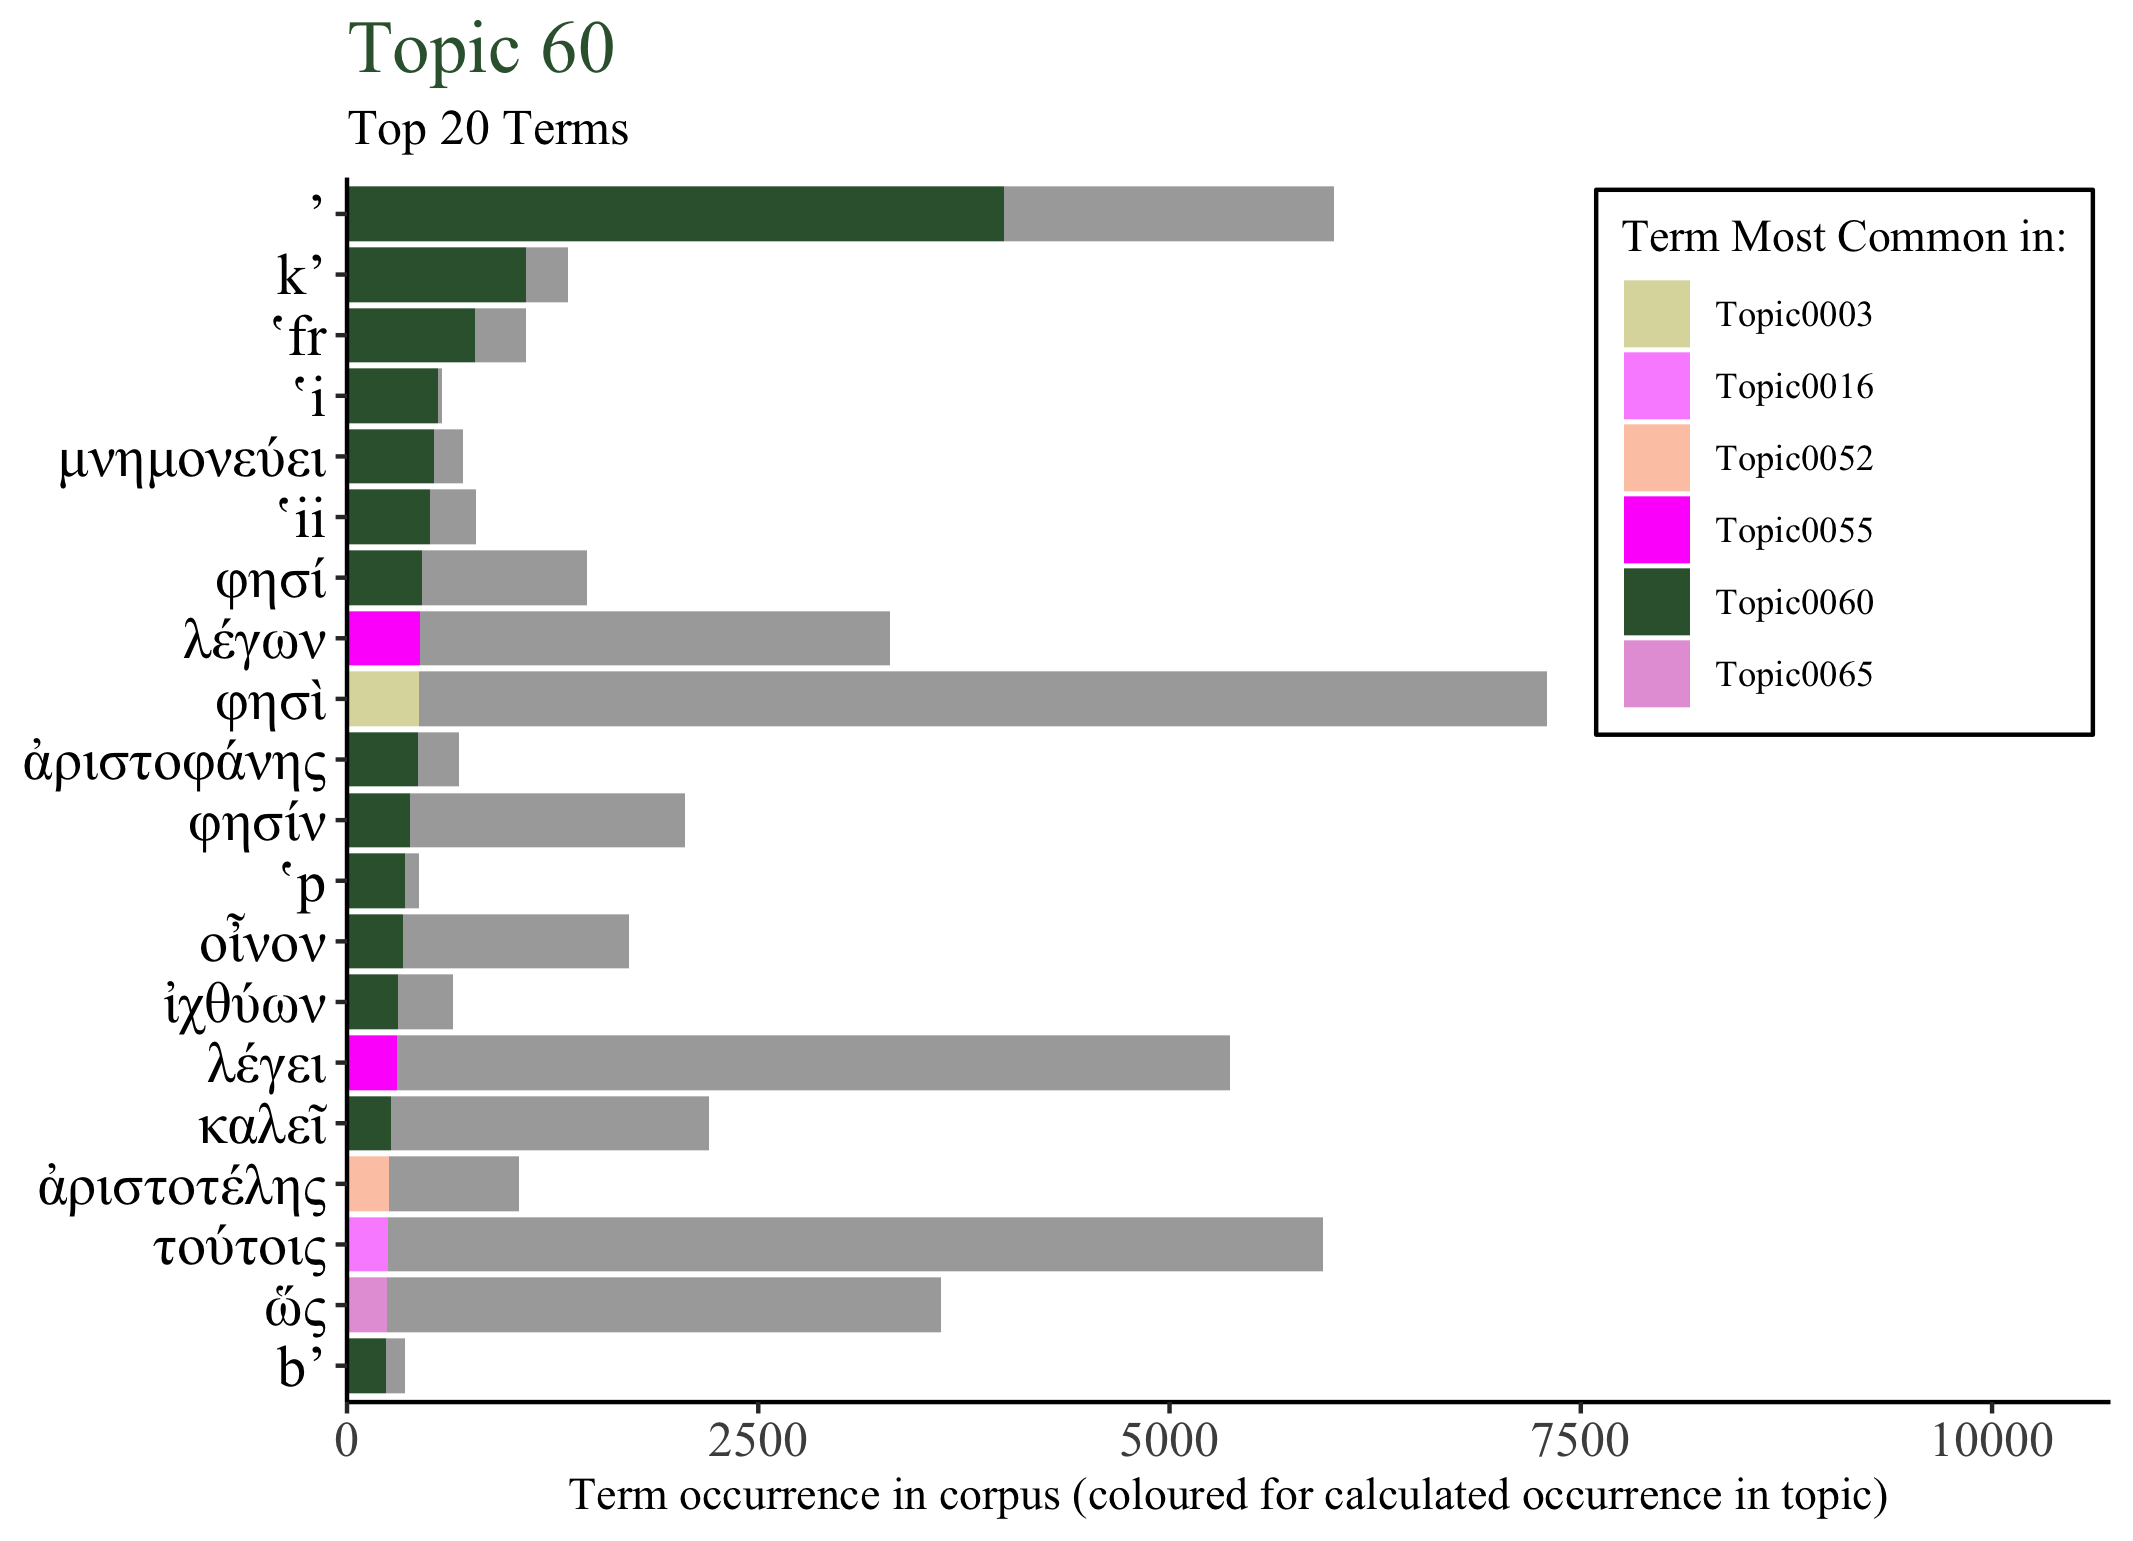 Topic 60
Top 20 Terms
’
k’
‛fr
‛i
μνημονεύει
‛ii
φησί
λέγων
φησὶ
ἀριστοφάνης
φησίν
‛p
οἶνον
ἰχθύων
λέγει
καλεῖ
ἀριστοτέλης
τούτοις
ὥς
b’
0 2500 5000 7500 10000
Term occurrence in corpus (coloured for calculated occurrence in topic)
Term Most Common in:
Topic0003
Topic0016
Topic0052
Topic0055
Topic0060
Topic0065